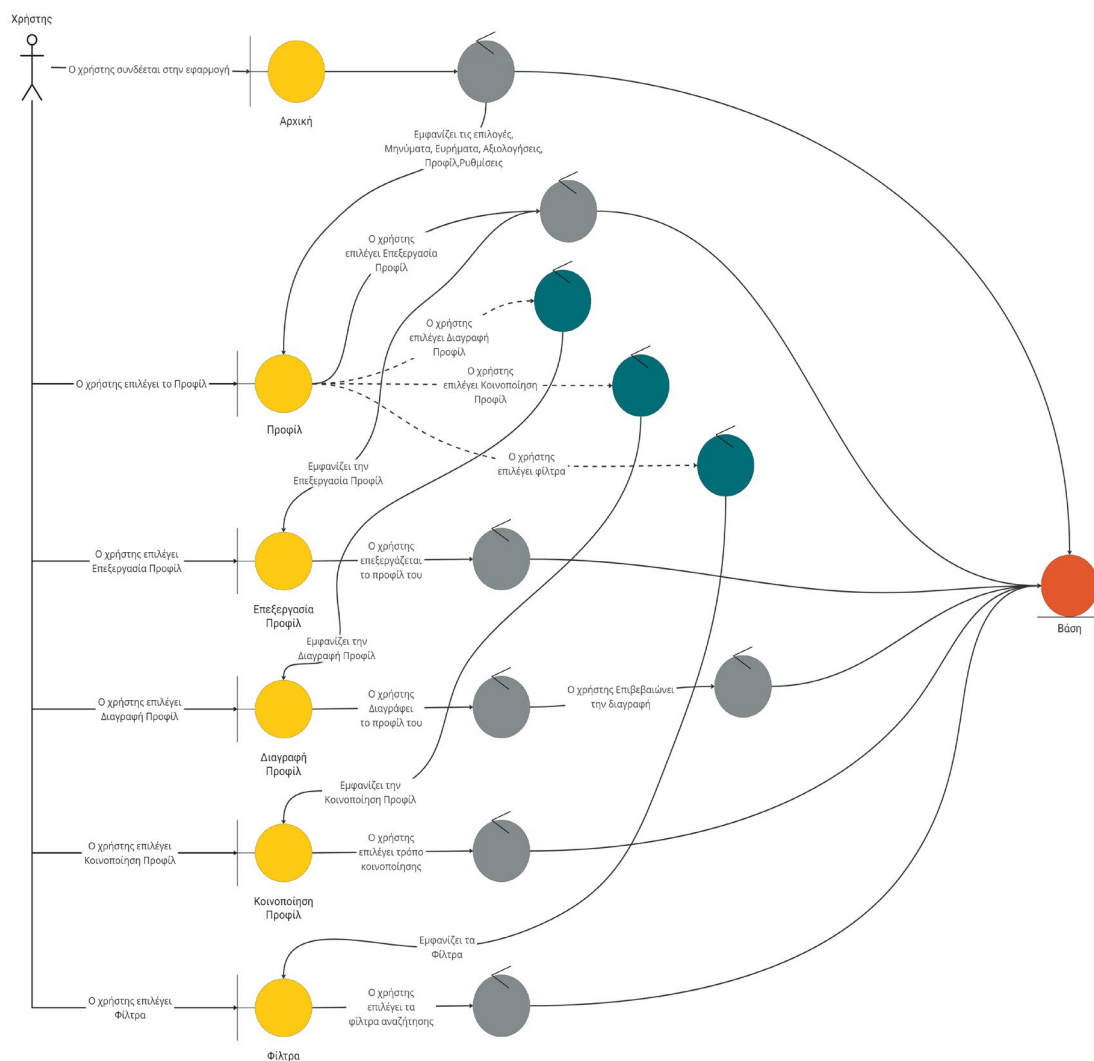 Χρήστης
Ο χρήστης συνδέεται στην εφαρμογή
Αρχική
Εμφανίζει τις επιλογές,
Μηνύματα, Ευρήματα, Αξιολογήσεις,
Προφίλ,Ρυθμίσεις
Ο χρήστης
επιλέγει Επεξεργασία
Προφίλ
Ο χρήστης
επιλέγει Διαγραφή
Προφίλ
Ο χρήστης επιλέγει το Προφίλ
Ο χρήστης
επιλέγει Κοινοποίηση
Προφίλ
Προφίλ
Ο χρήστης
επιλέγει φίλτρα
Εμφανίζει την
Επεξεργασία Προφίλ
Ο χρήστης επιλέγει
Επεξεργασία Προφίλ
Ο χρήστης
επεξεργάζεται
το προφίλ του
Επεξεργασία
Προφίλ
Βάση
Εμφανίζει την
Διαγραφή Προφίλ
Ο χρήστης επιλέγει
Διαγραφή Προφίλ
Ο χρήστης
Διαγράφει
το προφίλ του
Ο χρήστης Επιβεβαιώνει
την διαγραφή
Διαγραφή
Προφίλ
Εμφανίζει την
Κοινοποίηση Προφίλ
Ο χρήστης επιλέγει
Κοινοποίηση Προφίλ
Ο χρήστης
επιλέγει τρόπο
κοινοποίησης
Κοινοποίηση
Προφίλ
Εμφανίζει τα
Φίλτρα
Ο χρήστης επιλέγει
Φίλτρα
Ο χρήστης
επιλέγει τα
φίλτρα αναζήτησης
Φίλτρα